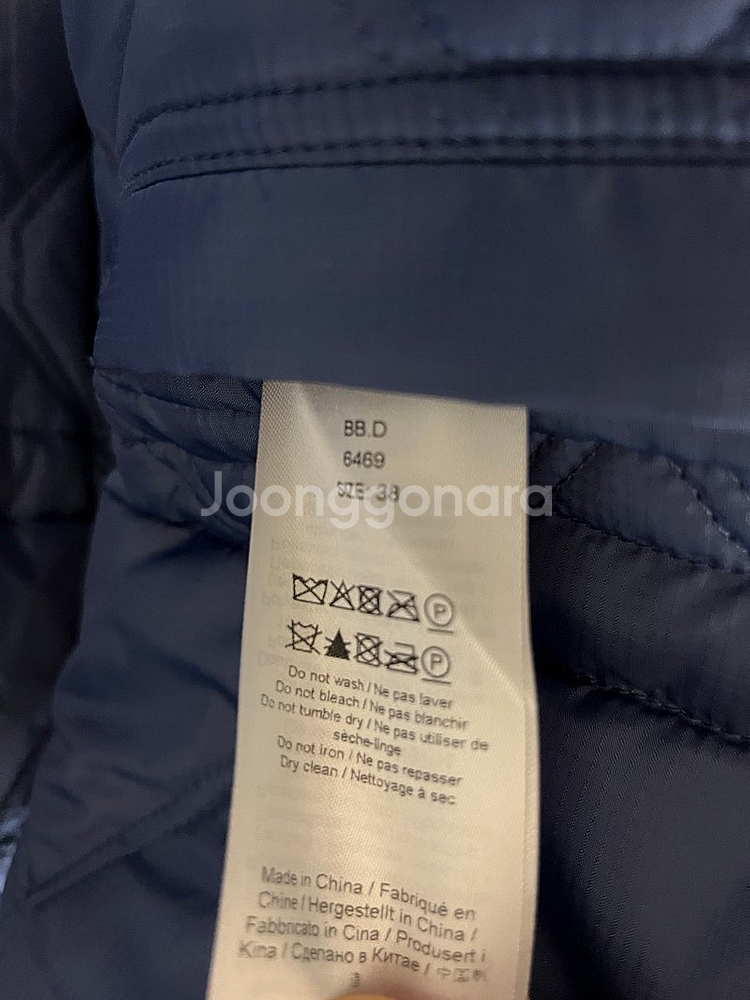 BB.D
6469
SIZE: 38
Joonggonara
P
P
Do not wash / Ne pas laver
Do not bleach / Ne pas blanchir
Do not tumble dry / Ne pas utiliser de
sèche-linge
Do not iron / Ne pas repasser
Dry clean / Nettoyage à sec
Made in China / Fabriqué en
Chine / Hergestellt in China /
Fabbricato in Cina / Produsert i
Kina / Сделано в Китае /